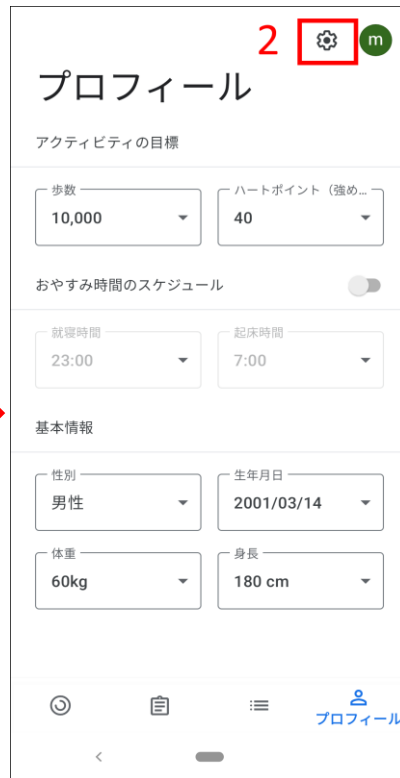 2
m
プロフィール
アクティビティの目標
歩数
ハートポイント（強め...
10,000
40
おやすみ時間のスケジュール
就寝時間
起床時間
23:00
7:00
基本情報
性別
生年月日
男性
2001/03/14
体重
身長
60kg
180 cm
プロフィール